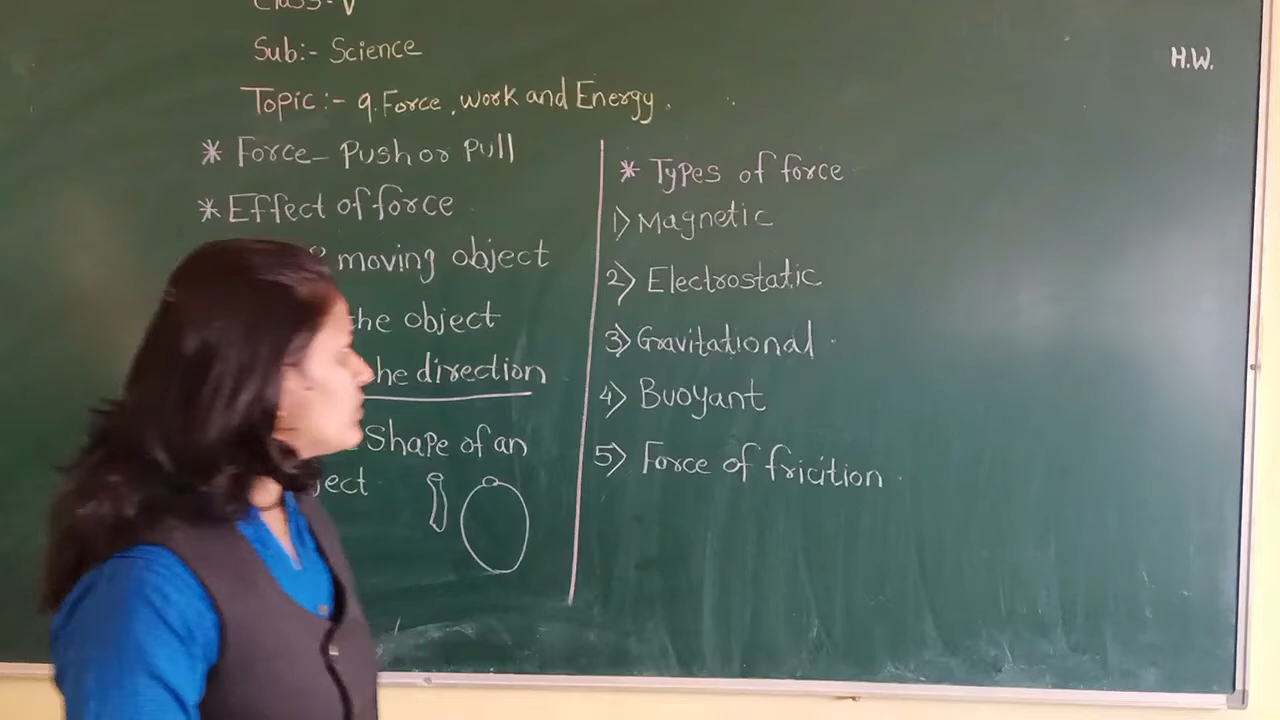 Class- V
Sub:- Science
Topic:- 9. Force, work and Energy.
* Force- Push or Pull
* Effect of force
moving object
the object
the direction
Shape of an
ject
* Types of force
1) Magnetic
2) Electrostatic
3) Gravitational
4) Buoyant
5) Force of fricition
H.W.